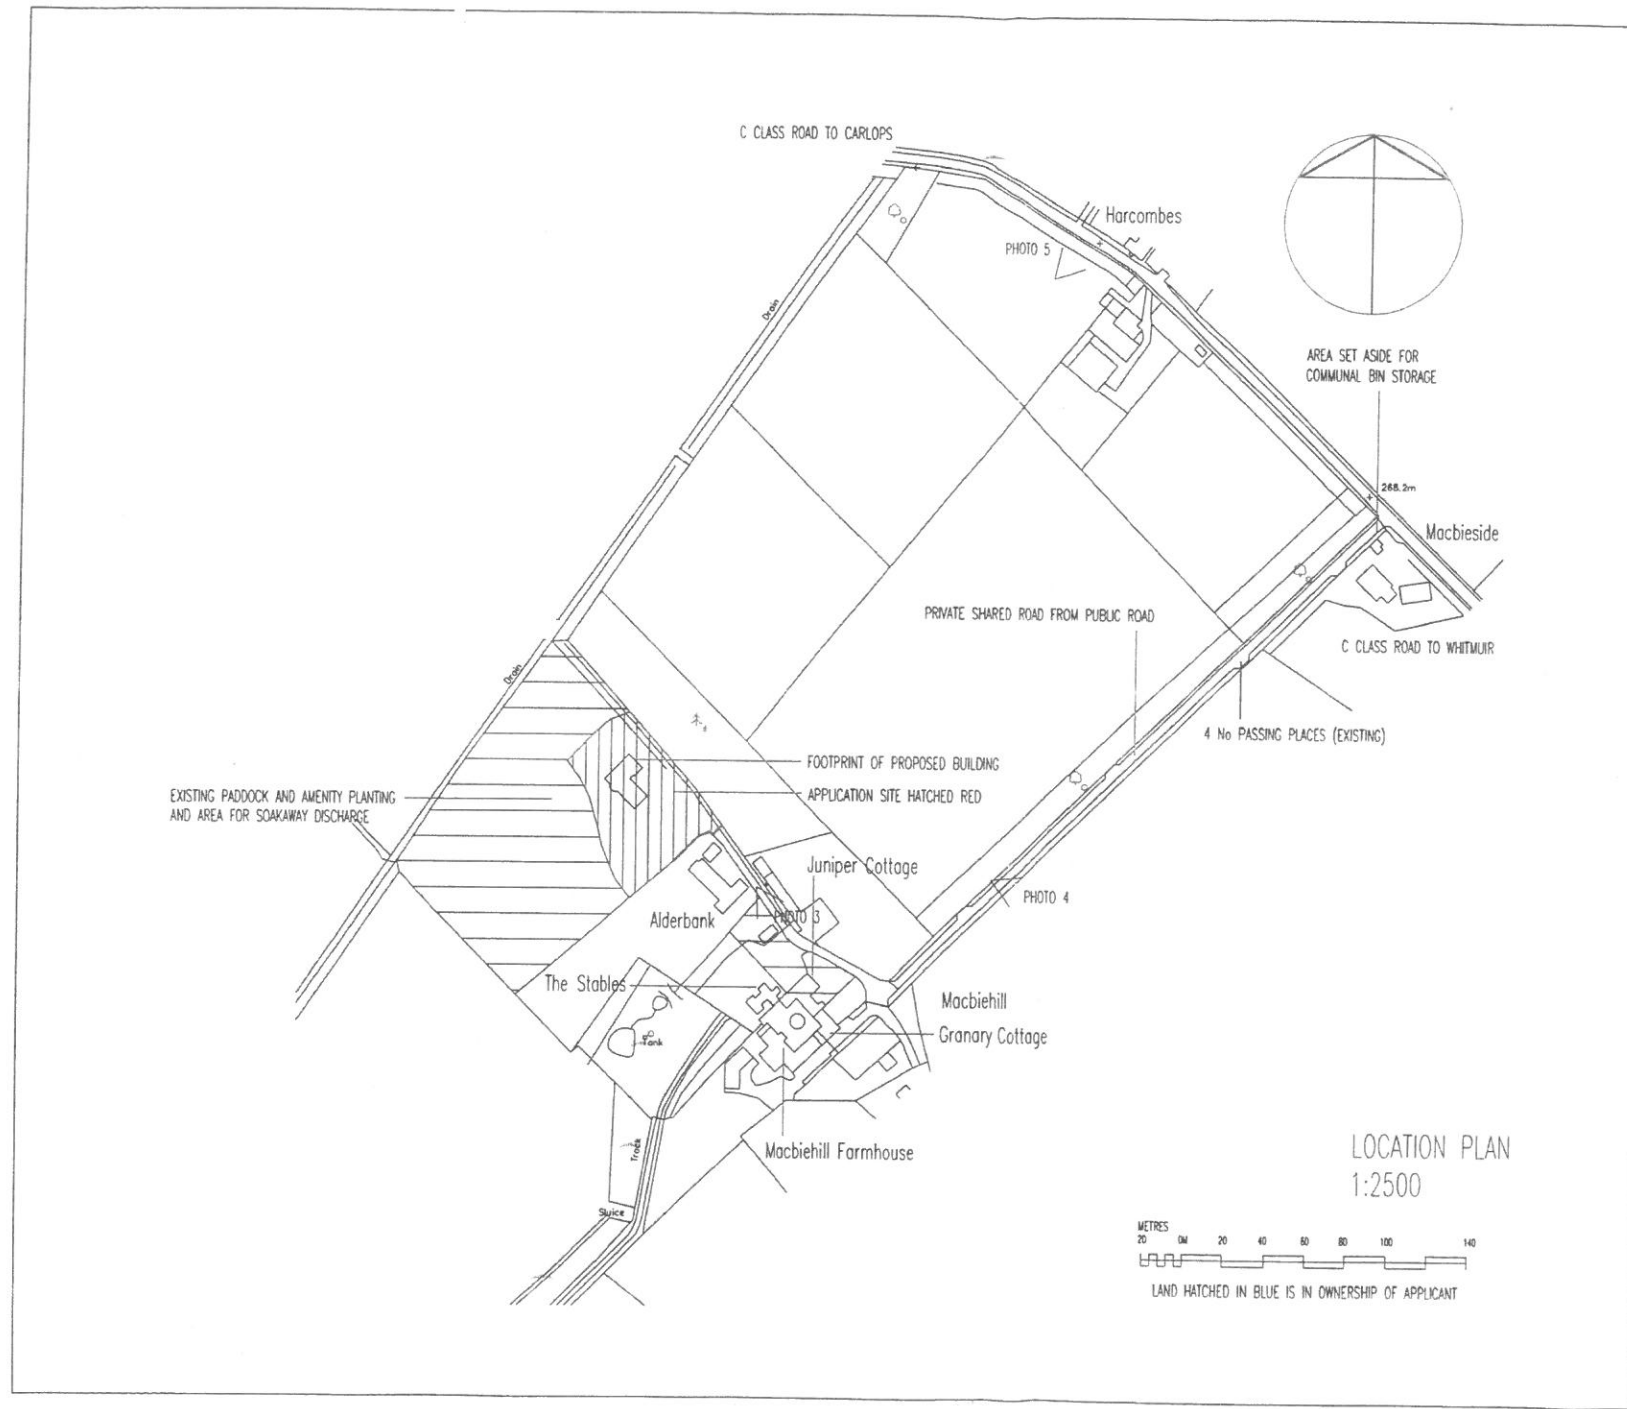 C CLASS ROAD TO CARLOPS
Harcombes
PHOTO 5
Drain
AREA SET ASIDE FOR
COMMUNAL BIN STORAGE
268.2m
Macbieside
PRIVATE SHARED ROAD FROM PUBLIC ROAD
C CLASS ROAD TO WHITMUIR
Drain
4 No PASSING PLACES (EXISTING)
FOOTPRINT OF PROPOSED BUILDING
EXISTING PADDOCK AND AMENITY PLANTING
AND AREA FOR SOAKAWAY DISCHARGE
APPLICATION SITE HATCHED RED
Juniper Cottage
PHOTO 4
Alderbank
PHOTO 3
The Stables
Macbiehill
Granary Cottage
Tank
Track
Macbiehill Farmhouse
Sluice
LOCATION PLAN
1:2500
METRES
20 0M 20 40 60 80 100 140
LAND HATCHED IN BLUE IS IN OWNERSHIP OF APPLICANT